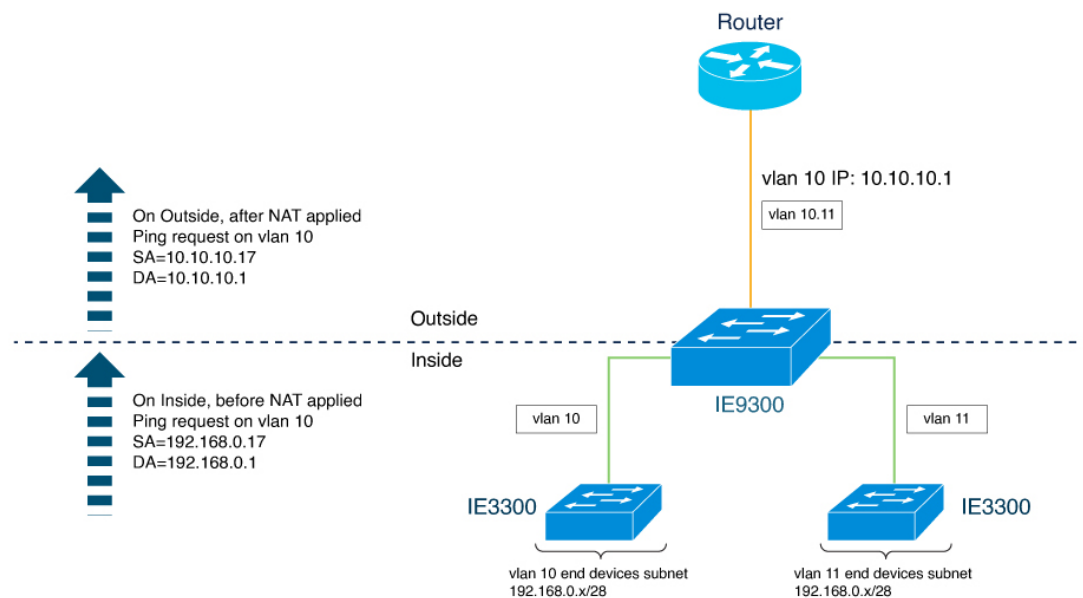 Router
vlan 10 IP: 10.10.10.1
vlan 10.11
On Outside, after NAT applied
Ping request on vlan 10
SA=10.10.10.17
DA=10.10.10.1
Outside
Inside
On Inside, before NAT applied
Ping request on vlan 10
SA=192.168.0.17
DA=192.168.0.1
IE9300
vlan 10
vlan 11
IE3300
IE3300
vlan 10 end devices subnet
192.168.0.x/28
vlan 11 end devices subnet
192.168.0.x/28